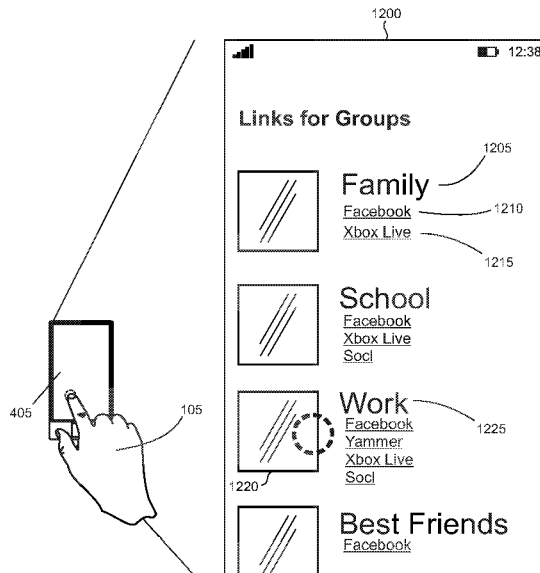 1200
12:38
Links for Groups
1205
Family
Facebook
1210
Xbox Live
1215
School
Facebook
Xbox Live
Socl
405
105
Work
1225
Facebook
Yammer
Xbox Live
1220
Socl
Best Friends
Facebook